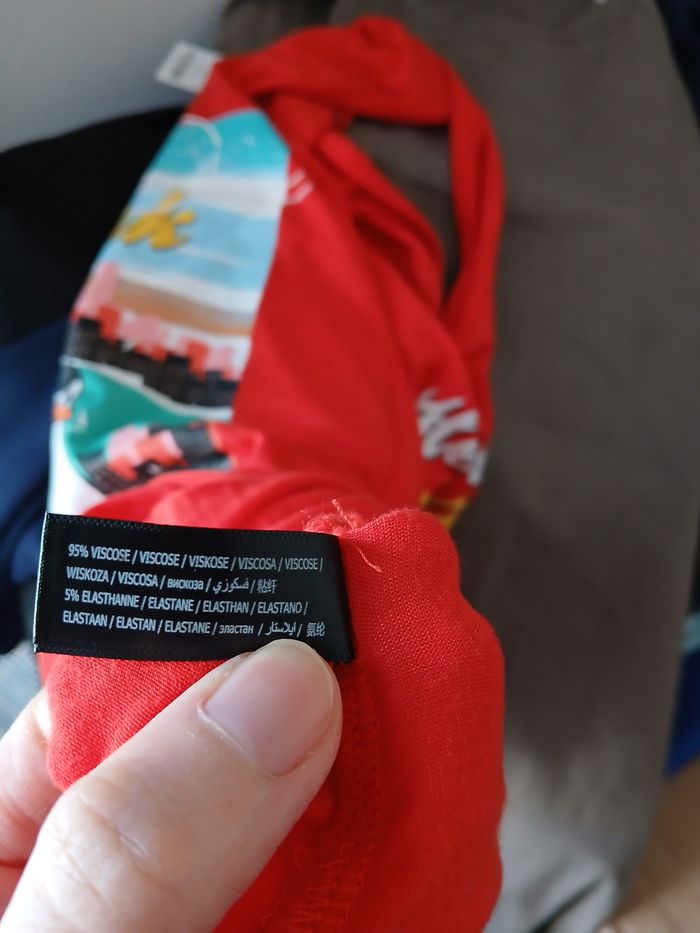 95% VISCOSE / VISCOSE / VISKOSE / VISCOSA / VISCOSE /
WISKOZA / VISCOSA / вискоза / فسكوزي / 粘纤
5% ELASTHANNE / ELASTANE / ELASTHAN / ELASTANO /
ELASTAAN / ELASTAN / ELASTANE / эластан / ايلاستار / 氨纶